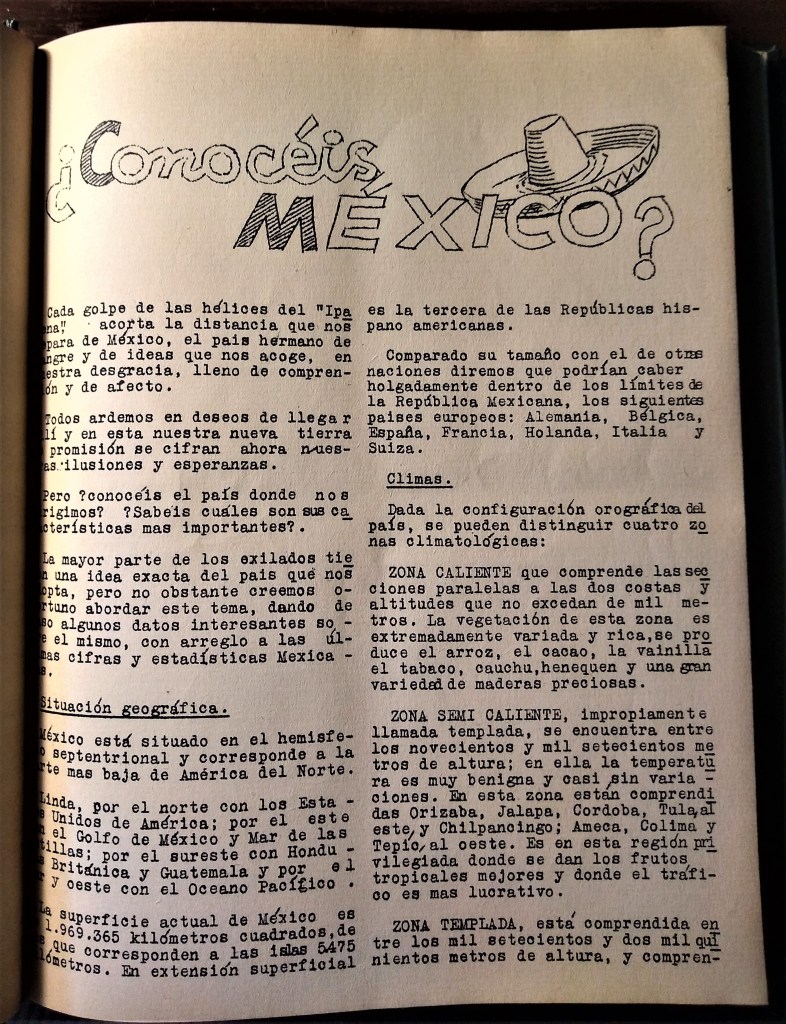 ¿Conocéis
MÉXICO?
Cada golpe de las hélices del "Ipa
na" acorta la distancia que nos
para de México, el pais hermano de
ngre y de ideas que nos acoge, en
estra desgracia, lleno de compren-
ón y de afecto.
Todos ardemos en deseos de llegar
lí y en esta nuestra nueva tierra
promisión se cifran ahora nues-
as ilusiones y esperanzas.
Pero ?conocéis el país donde nos
rigimos? ?Sabeis cuáles son sus ca
cterísticas mas importantes?.
La mayor parte de los exilados tie
n una idea exacta del pais que nos
opta, pero no obstante creemos o-
rtuno abordar este tema, dando de
so algunos datos interesantes so -
e el mismo, con arreglo a las úl-
mas cifras y estadísticas Mexica -
s.
Situación geográfica.
México está situado en el hemisfe-
o septentrional y corresponde a la
rte mas baja de América del Norte.
Linda, por el norte con los Esta -
s Unidos de América; por el este
n el Golfo de México y Mar de las
tillas; por el sureste con Hondu -
s Británica y Guatemala y por el
r y oeste con el Oceano Pacífico .
La superficie actual de México es
1.969.365 kilómetros cuadrados, de
s que corresponden a las islas 5475
lómetros. En extensión superficial
es la tercera de las Repúblicas his-
pano americanas.
Comparado su tamaño con el de otras
naciones diremos que podrían caber
holgadamente dentro de los límites de
la República Mexicana, los siguientes
paises europeos: Alemania, Bélgica,
España, Francia, Holanda, Italia y
Suiza.
Climas.
Dada la configuración orográfica del
país, se pueden distinguir cuatro zo
nas climatológicas:
ZONA CALIENTE que comprende las sec
ciones paralelas a las dos costas y
altitudes que no excedan de mil me-
tros. La vegetación de esta zona es
extremadamente variada y rica, se pro
duce el arroz, el cacao, la vainilla
el tabaco, cauchu, henequen y una gran
variedad de maderas preciosas.
ZONA SEMI CALIENTE, impropiamente
llamada templada, se encuentra entre
los novecientos y mil setecientos me
tros de altura; en ella la temperatu
ra es muy benigna y casi sin varia -
ciones. En esta zona están comprendi
das Orizaba, Jalapa, Cordoba, Tula, al
este, y Chilpancingo; Ameca, Colima y
Tepic, al oeste. Es en esta región pri
vilegiada donde se dan los frutos
tropicales mejores y donde el tráfi-
co es mas lucrativo.
ZONA TEMPLADA, está comprendida en
tre los mil setecientos y dos mil qui
nientos metros de altura, y compren-